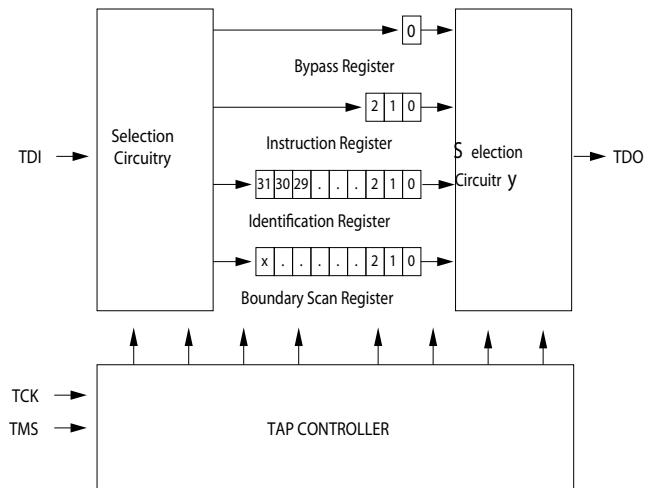 0
Bypass Register
2 1 0
Instruction Register
Selection
Circuitry
TDI
S election
Circuitr y
TDO
31 30 29 . . . 2 1 0
Identification Register
x . . . . . 2 1 0
Boundary Scan Register
TCK
TMS
TAP CONTROLLER